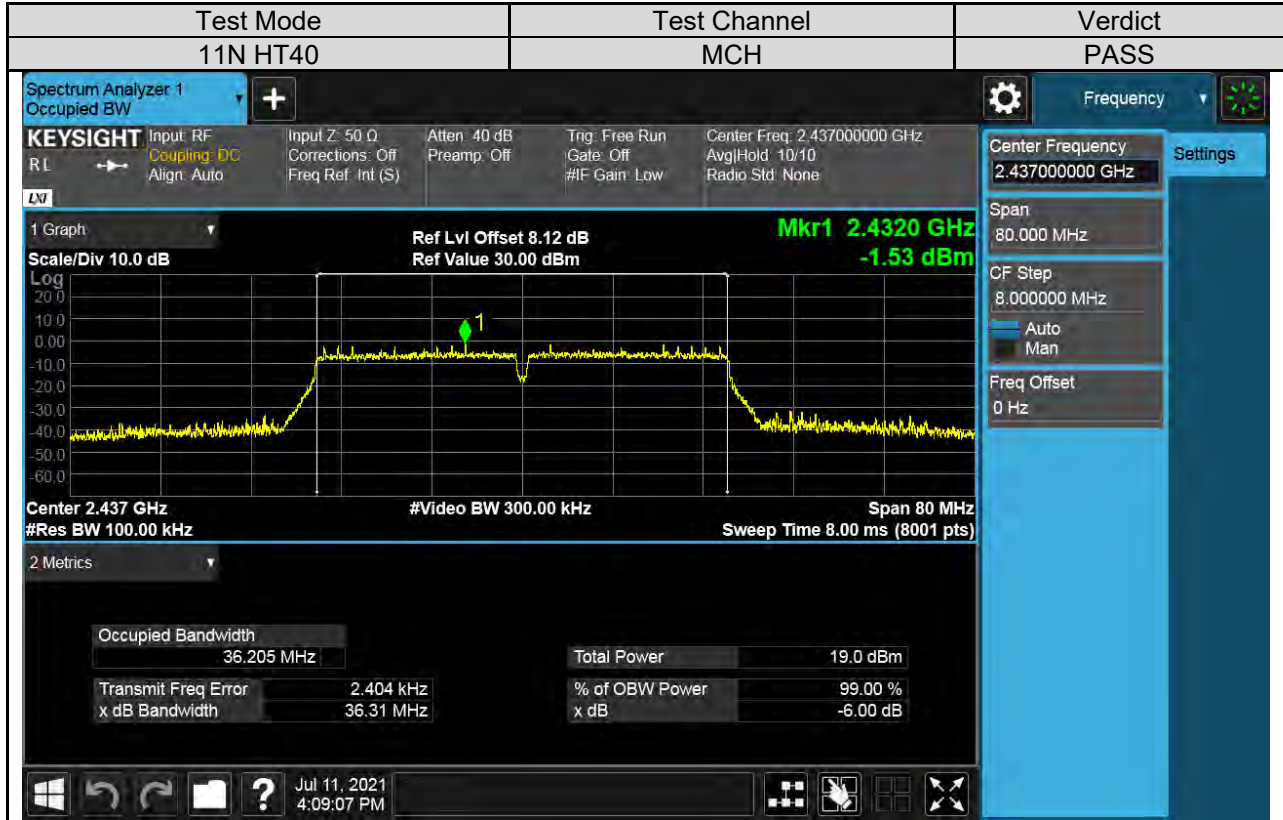 Test Mode Test Channel Verdict
11N HT40 MCH PASS
Spectrum Analyzer 1
Occupied BW
+
Frequency
KEYSIGHT Input: RF Input Z: 50 Ω Atten: 40 dB Trig: Free Run Center Freq: 2.437000000 GHz
R L Coupling: DC Corrections: Off Preamp: Off Gate: Off Avg|Hold: 10/10
Align: Auto Freq Ref: Int (S) #IF Gain: Low Radio Std: None
LXI
Center Frequency
2.437000000 GHz
Settings
Span
80.000 MHz
CF Step
8.000000 MHz
Auto
Man
Freq Offset
0 Hz
1 Graph
Ref Lvl Offset 8.12 dB Mkr1 2.4320 GHz
Scale/Div 10.0 dB Ref Value 30.00 dBm -1.53 dBm
Log
20.0
10.0
1
0.00
-10.0
-20.0
-30.0
-40.0
-50.0
-60.0
Center 2.437 GHz #Video BW 300.00 kHz Span 80 MHz
#Res BW 100.00 kHz Sweep Time 8.00 ms (8001 pts)
2 Metrics
Occupied Bandwidth
36.205 MHz Total Power 19.0 dBm
Transmit Freq Error 2.404 kHz % of OBW Power 99.00 %
x dB Bandwidth 36.31 MHz x dB -6.00 dB
?
Jul 11, 2021
4:09:07 PM